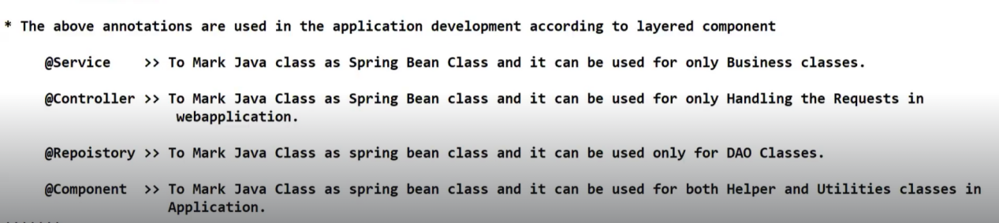 * The above annotations are used in the application development according to layered component
@Service >> To Mark Java class as Spring Bean Class and it can be used for only Business classes.
@Controller >> To Mark Java Class as Spring Bean class and it can be used for only Handling the Requests in
webapplication.
@Repoistory >> To Mark Java Class as spring bean class and it can be used only for DAO Classes.
@Component >> To Mark Java Class as spring bean class and it can be used for both Helper and Utilities classes in
Application.